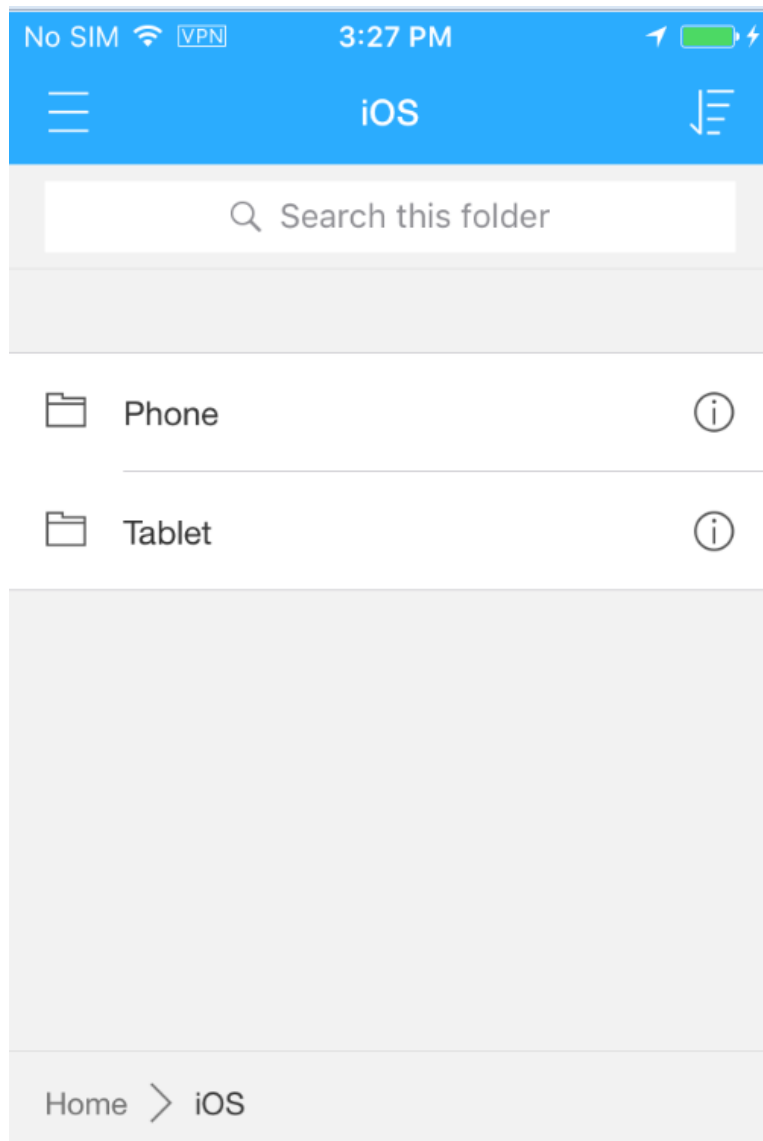 No SIM VPN 3:27 PM
iOS
Search this folder
Phone
Tablet
Home > iOS